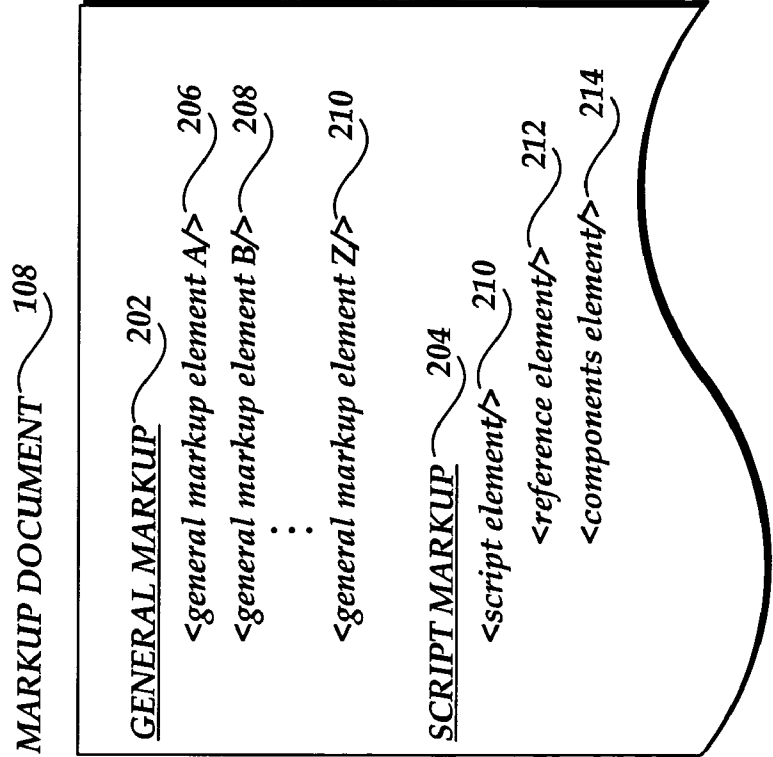 MARKUP DOCUMENT 108
GENERAL MARKUP 202
<general markup element A/> 206
<general markup element B/> 208
⋮
<general markup element Z/> 210
SCRIPT MARKUP 204
<script element/> 210
<reference element/> 212
<components element/> 214